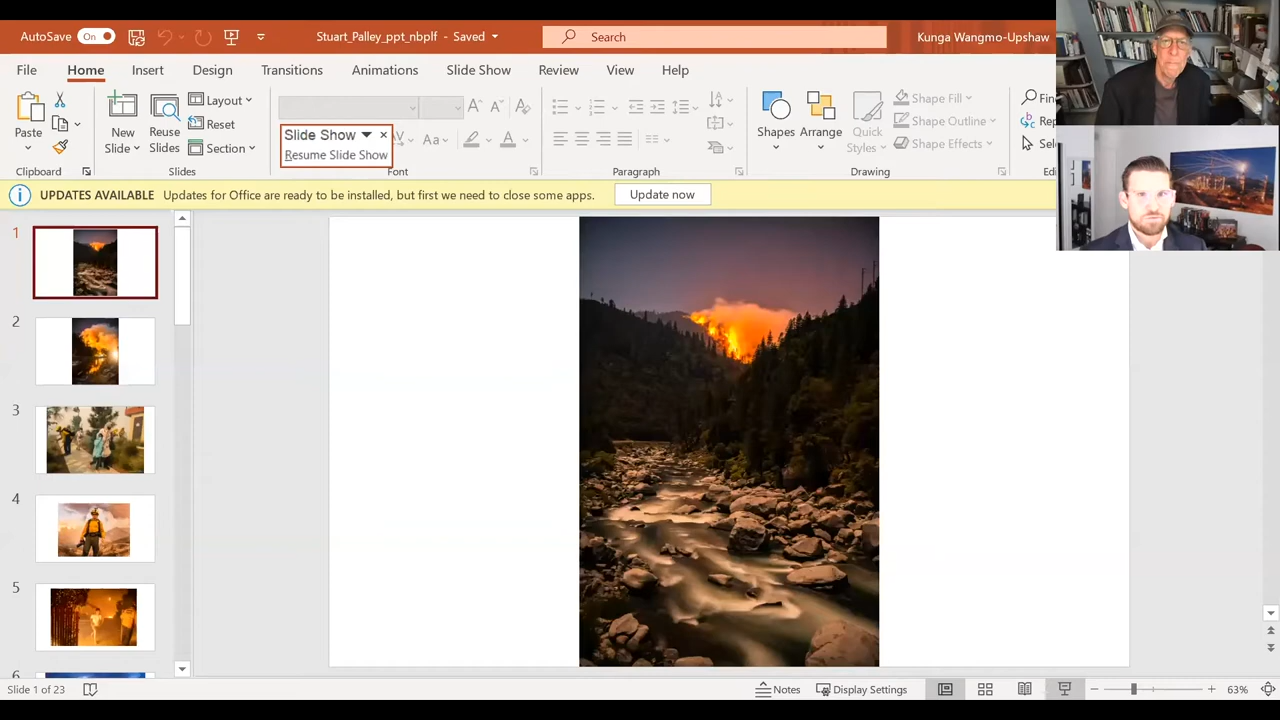 AutoSave On Stuart_Palley_ppt_nbplf - Saved Search Kunga Wangmo-Upshaw
File Home Insert Design Transitions Animations Slide Show Review View Help
Paste
Clipboard
New Slide
Reuse Slides
Layout
Reset
Section
Slides
Slide Show
Resume Slide Show
Aa
Font
Paragraph
Shapes
Arrange
Quick Styles
Shape Fill
Shape Outline
Shape Effects
Drawing
UPDATES AVAILABLE Updates for Office are ready to be installed, but first we need to close some apps. Update now
1
2
3
4
5
Slide 1 of 23 Notes Display Settings 63%